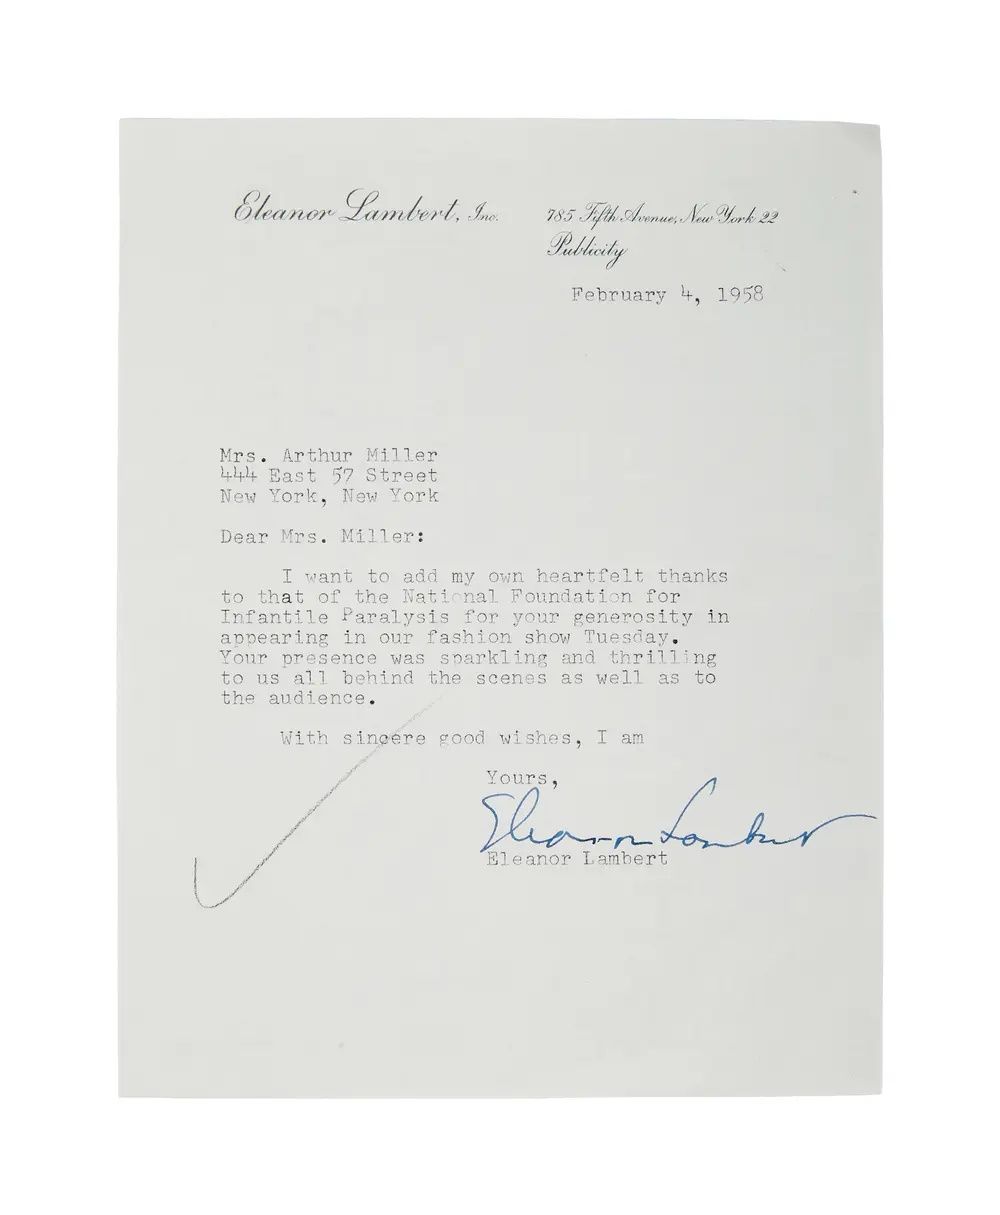 Eleanor Lambert, Inc.
785 Fifth Avenue, New York 22
Publicity
February 4, 1958
Mrs. Arthur Miller
444 East 57 Street
New York, New York
Dear Mrs. Miller:
I want to add my own heartfelt thanks
to that of the National Foundation for
Infantile Paralysis for your generosity in
appearing in our fashion show Tuesday.
Your presence was sparkling and thrilling
to us all behind the scenes as well as to
the audience.
With sincere good wishes, I am
Yours,
Eleanor Lambert
Eleanor Lambert